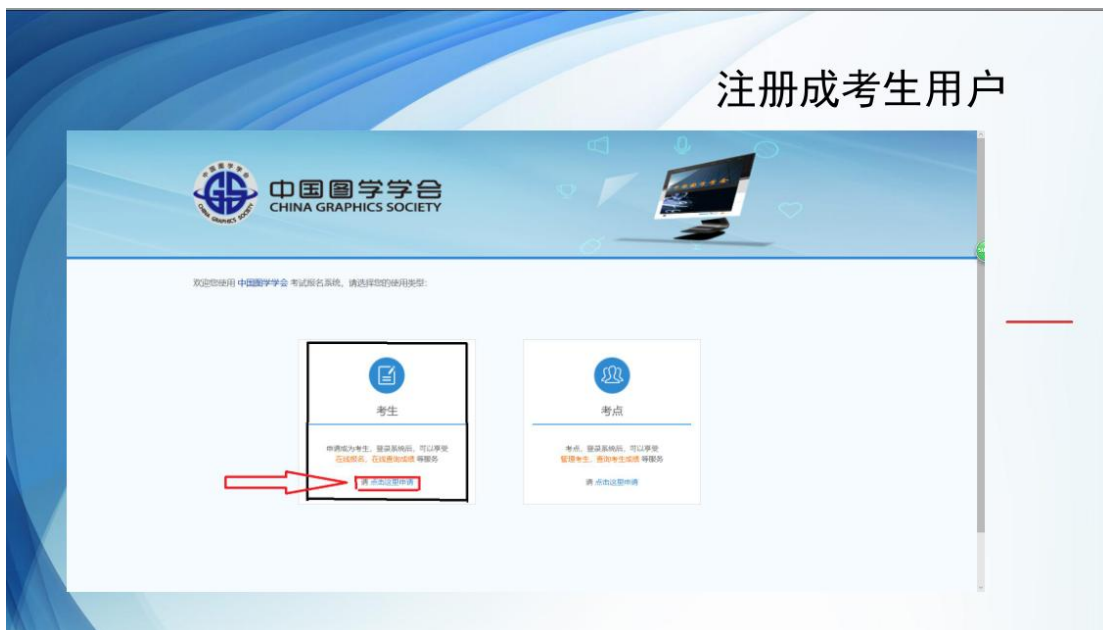 注册成考生用户
中国图学学会
CHINA GRAPHICS SOCIETY
欢迎您使用 中国图学学会 考试报名系统，请选择您的使用类型：
考生
申请成为考生，登录系统后，可以享受
在线报名、在线查询成绩 等服务
请 点击这里申请
考点
考点，登录系统后，可以享受
管理考生、查询考生成绩 等服务
请 点击这里申请